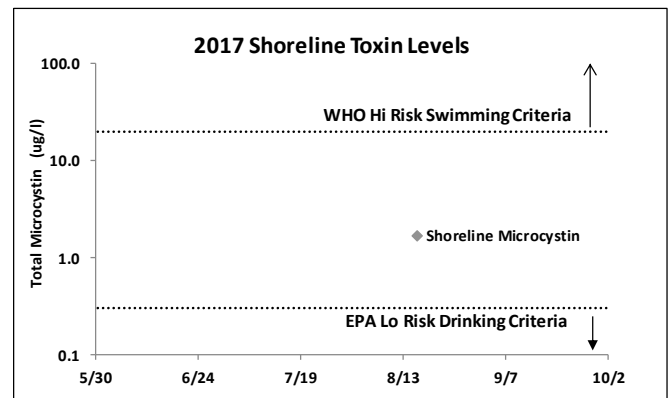 2017 Shoreline Toxin Levels
Total Microcystin (ug/l)
100.0
WHO Hi Risk Swimming Criteria
10.0
Shoreline Microcystin
1.0
EPA Lo Risk Drinking Criteria
0.1
5/30 6/24 7/19 8/13 9/7 10/2